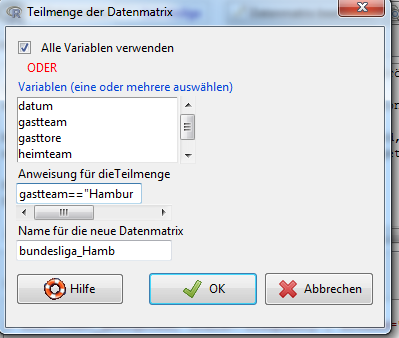 Teilmenge der Datenmatrix
Alle Variablen verwenden
ODER
Variablen (eine oder mehrere auswählen)
datum
gastteam
gasttore
heimteam
Anweisung für dieTeilmenge
gastteam=="Hambur
Name für die neue Datenmatrix
bundesliga_Hamb
Hilfe
OK
Abbrechen